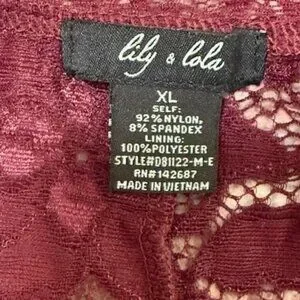 lily & lola
XL
SELF:
92% NYLON,
8% SPANDEX
LINING:
100%POLYESTER
STYLE#D81122-M-E
RN#142687
MADE IN VIETNAM